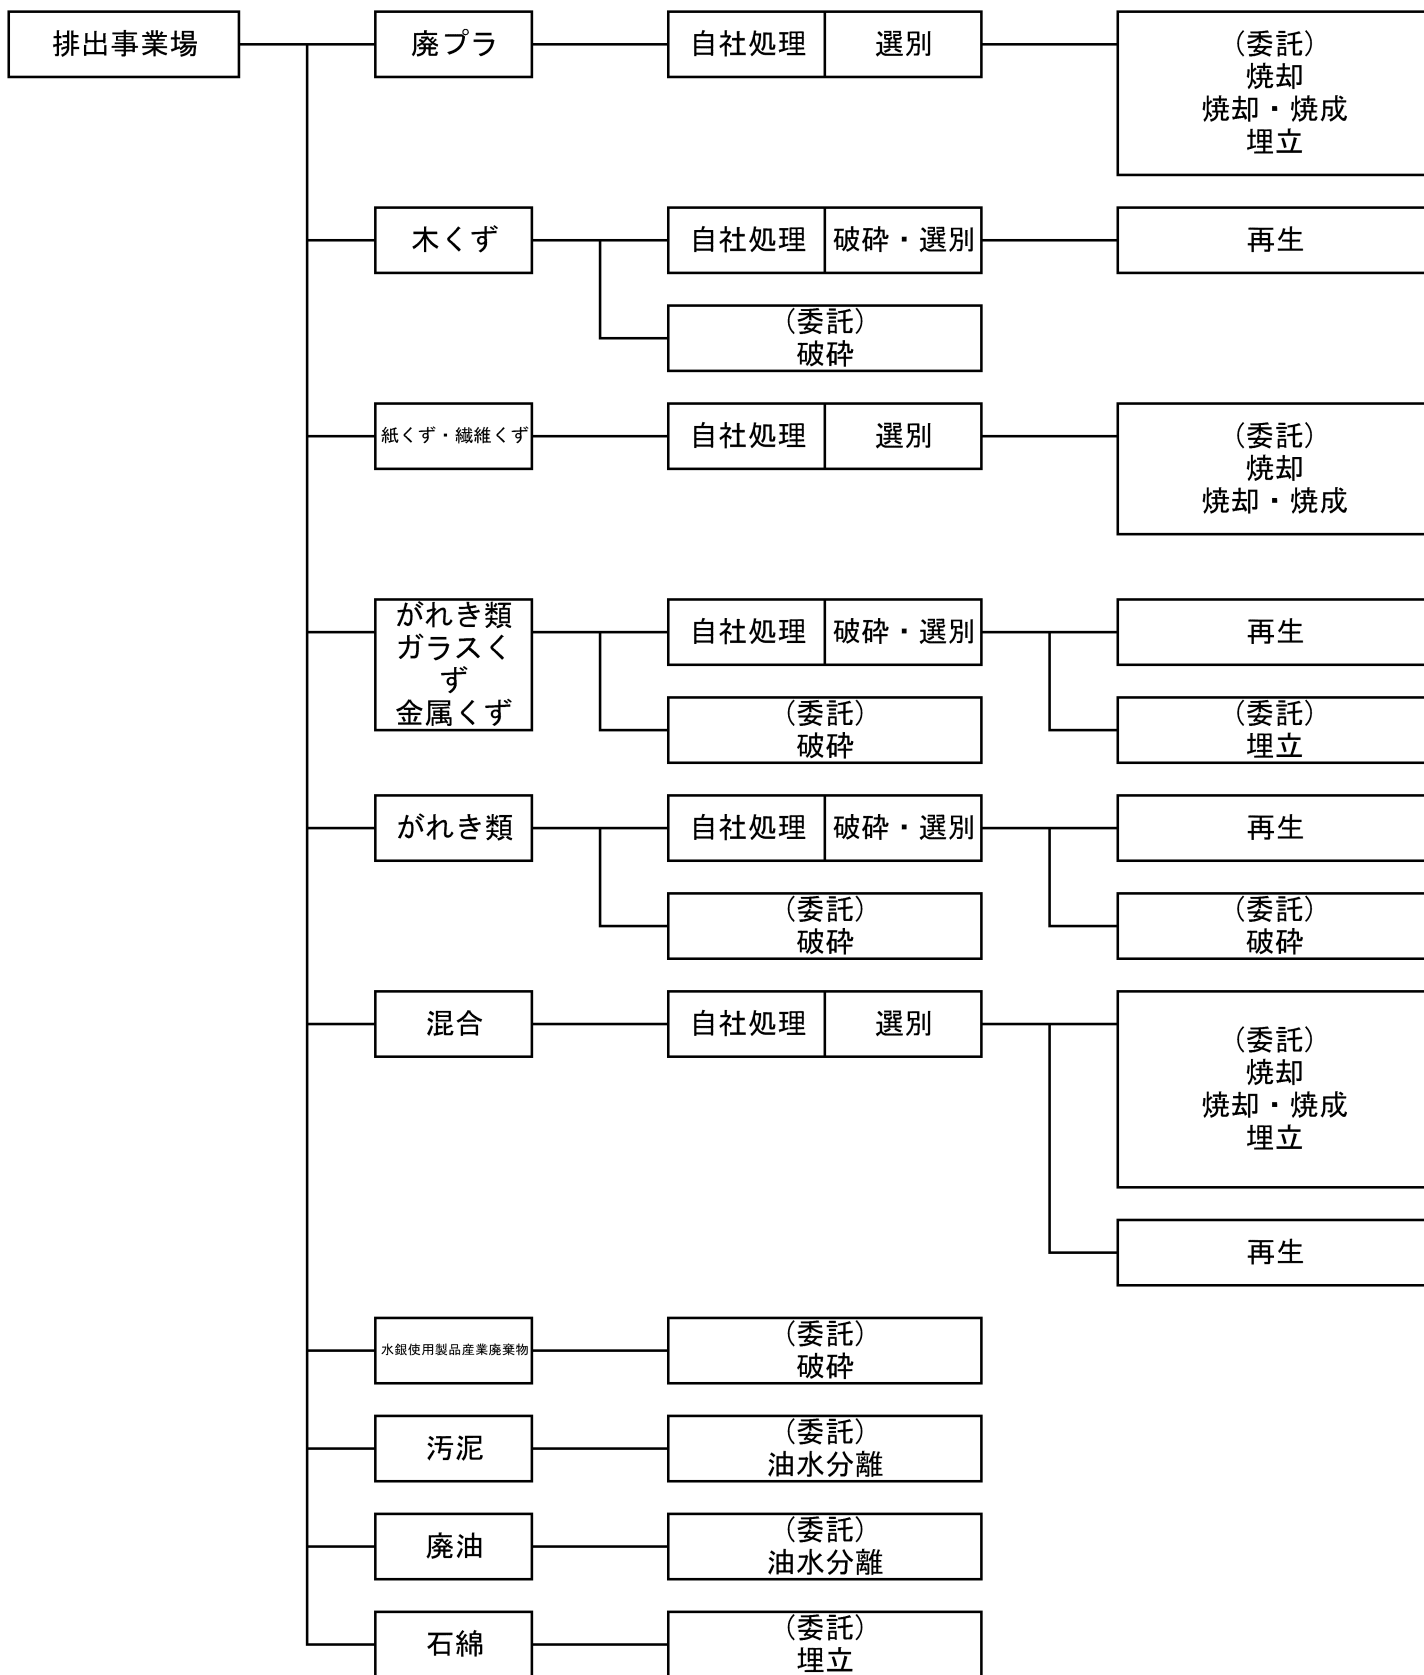 排出事業場
廃プラ
自社処理
選別
（委託）
焼却
焼却・焼成
埋立
木くず
自社処理
破砕・選別
再生
（委託）
破砕
紙くず・繊維くず
自社処理
選別
（委託）
焼却
焼却・焼成
がれき類
ガラスく
ず
金属くず
自社処理
破砕・選別
再生
（委託）
破砕
（委託）
埋立
がれき類
自社処理
破砕・選別
再生
（委託）
破砕
（委託）
破砕
混合
自社処理
選別
（委託）
焼却
焼却・焼成
埋立
再生
水銀使用製品産業廃棄物
（委託）
破砕
汚泥
（委託）
油水分離
廃油
（委託）
油水分離
石綿
（委託）
埋立